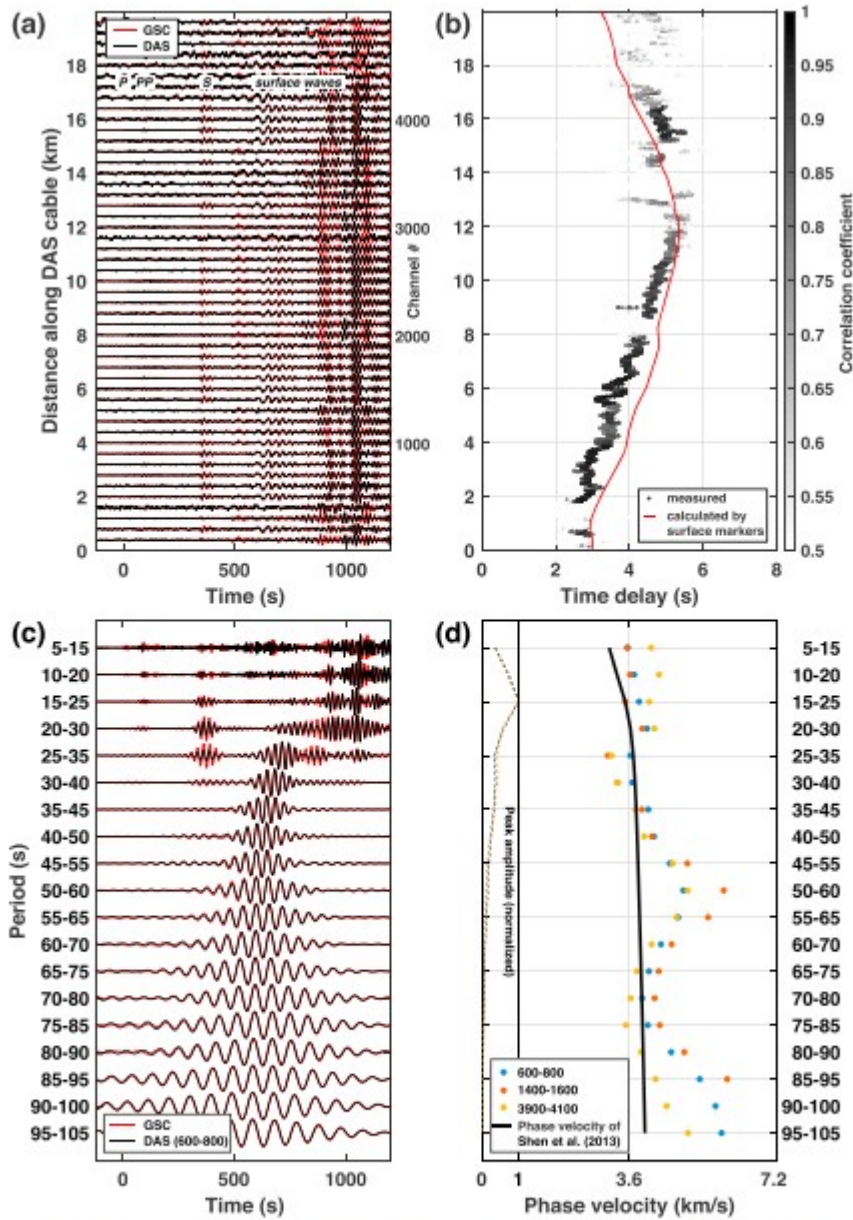 (a)
GSC
DAS
P PP S surface waves
18
16
14
12
10
8
6
4
2
0
Distance along DAS cable (km)
4000
3000
2000
1000
Channel #
0 500 1000
Time (s)
(b)
measured
calculated by
surface markers
0 2 4 6 8
Time delay (s)
1
0.95
0.9
0.85
0.8
0.75
0.7
0.65
0.6
0.55
0.5
Correlation coefficient
(c)
5-15
10-20
15-25
20-30
25-35
30-40
35-45
40-50
45-55
50-60
55-65
60-70
65-75
70-80
75-85
80-90
85-95
90-100
95-105
Period (s)
GSC
DAS (600-800)
0 500 1000
Time (s)
(d)
Peak amplitude (normalized)
600-800
1400-1600
3900-4100
Phase velocity of
Shen et al. (2013)
0 1 3.6 7.2
Phase velocity (km/s)
5-15
10-20
15-25
20-30
25-35
30-40
35-45
40-50
45-55
50-60
55-65
60-70
65-75
70-80
75-85
80-90
85-95
90-100
95-105